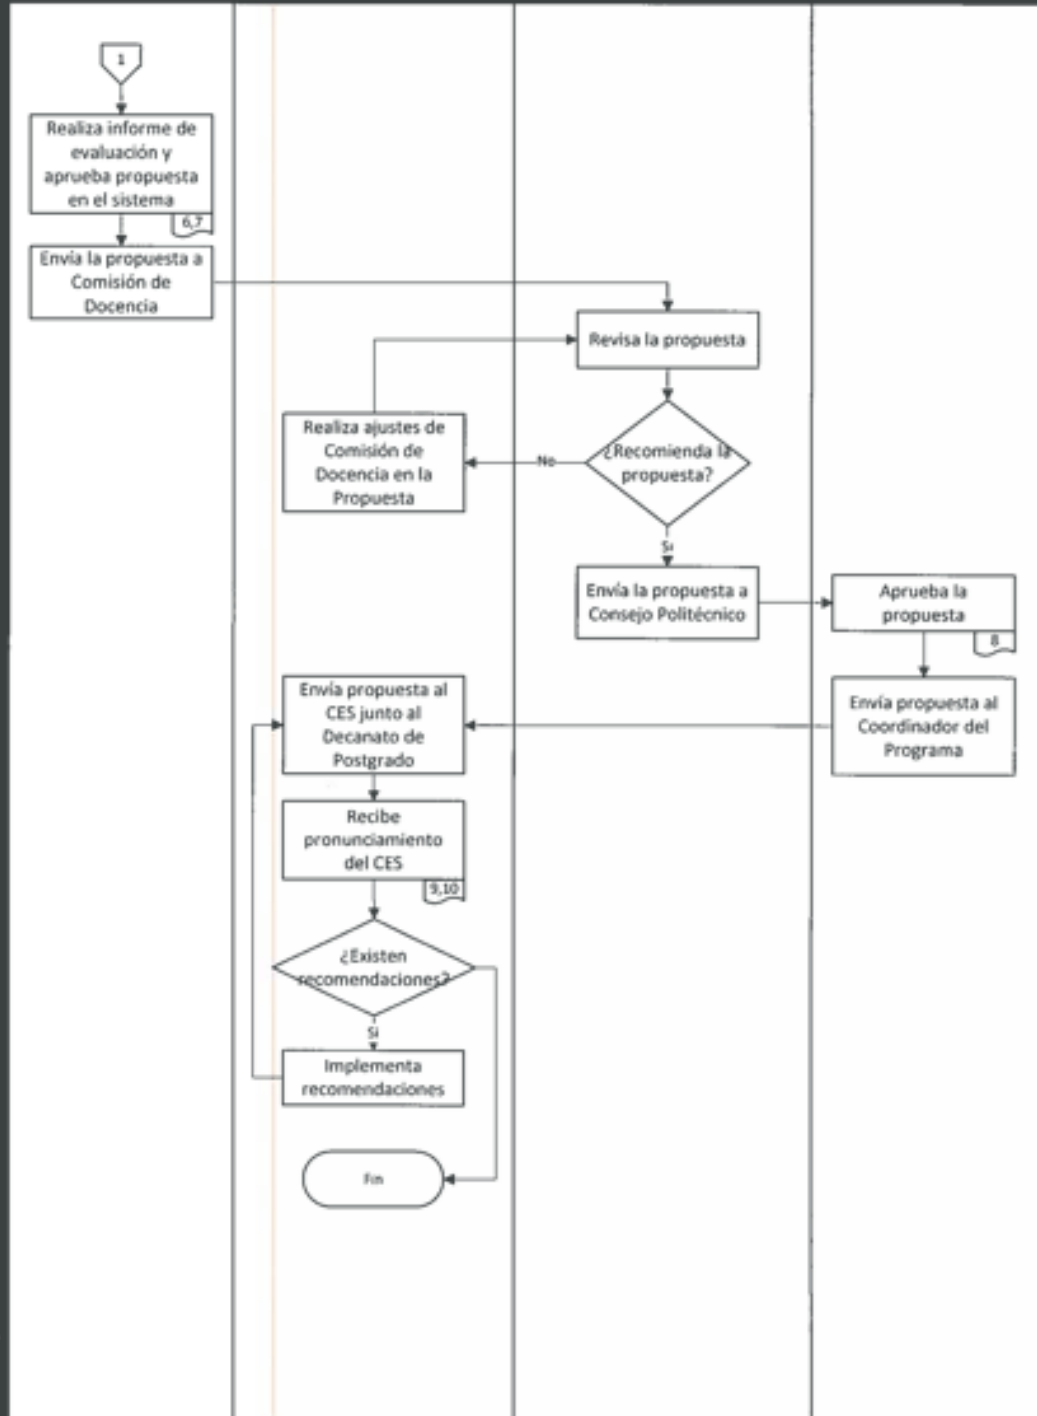 1
Realiza informe de
evaluación y
aprueba propuesta
en el sistema
6,7
Envía la propuesta a
Comisión de
Docencia
Revisa la propuesta
¿Recomienda la
propuesta?
No
Realiza ajustes de
Comisión de
Docencia en la
Propuesta
Si
Envía la propuesta a
Consejo Politécnico
Aprueba la
propuesta
8
Envía propuesta al
Coordinador del
Programa
Envía propuesta al
CES junto al
Decanato de
Postgrado
Recibe
pronunciamiento
del CES
9,10
¿Existen
recomendaciones?
Si
Implementa
recomendaciones
Fin